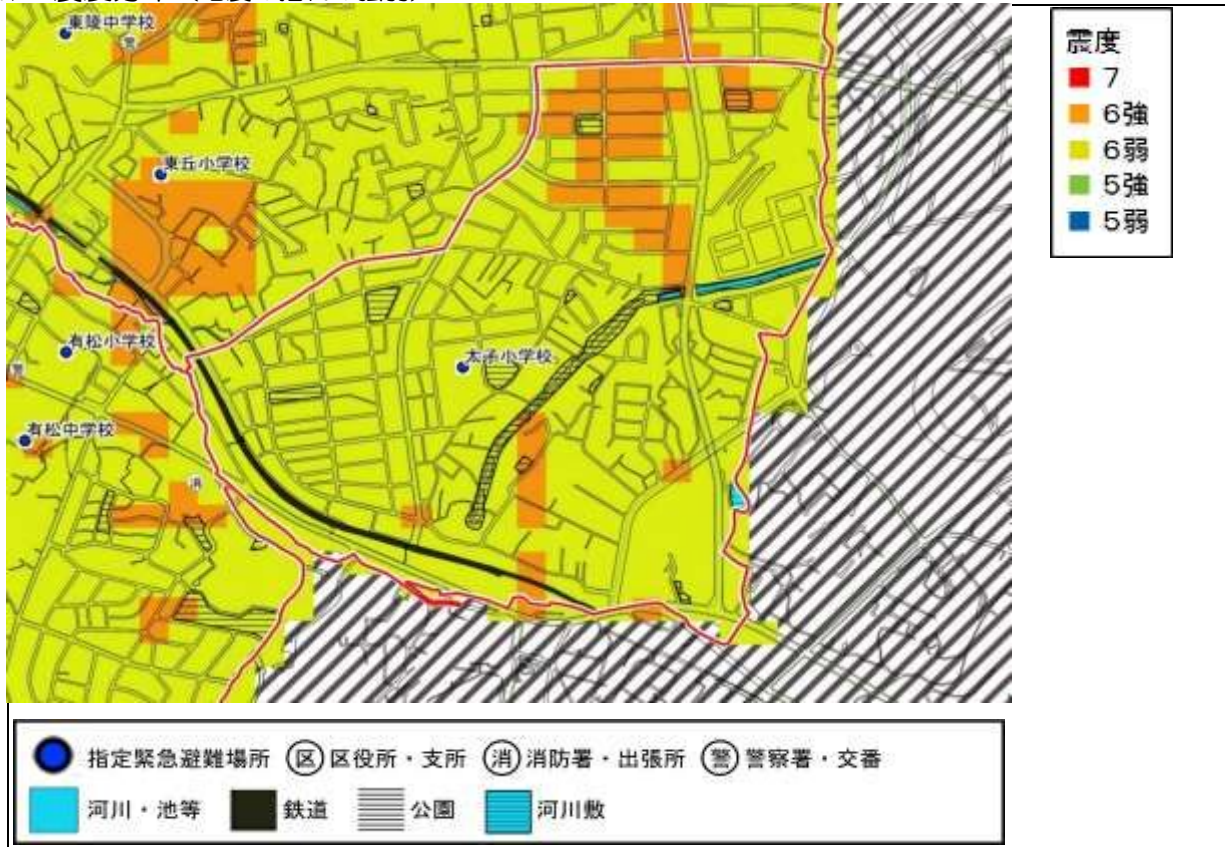 東陵中学校
東丘小学校
有松小学校
太子小学校
有松中学校
消
震度
7
6強
6弱
5強
5弱
指定緊急避難場所 区 区役所・支所 消 消防署・出張所 警 警察署・交番
河川・池等 鉄道 公園 河川敷